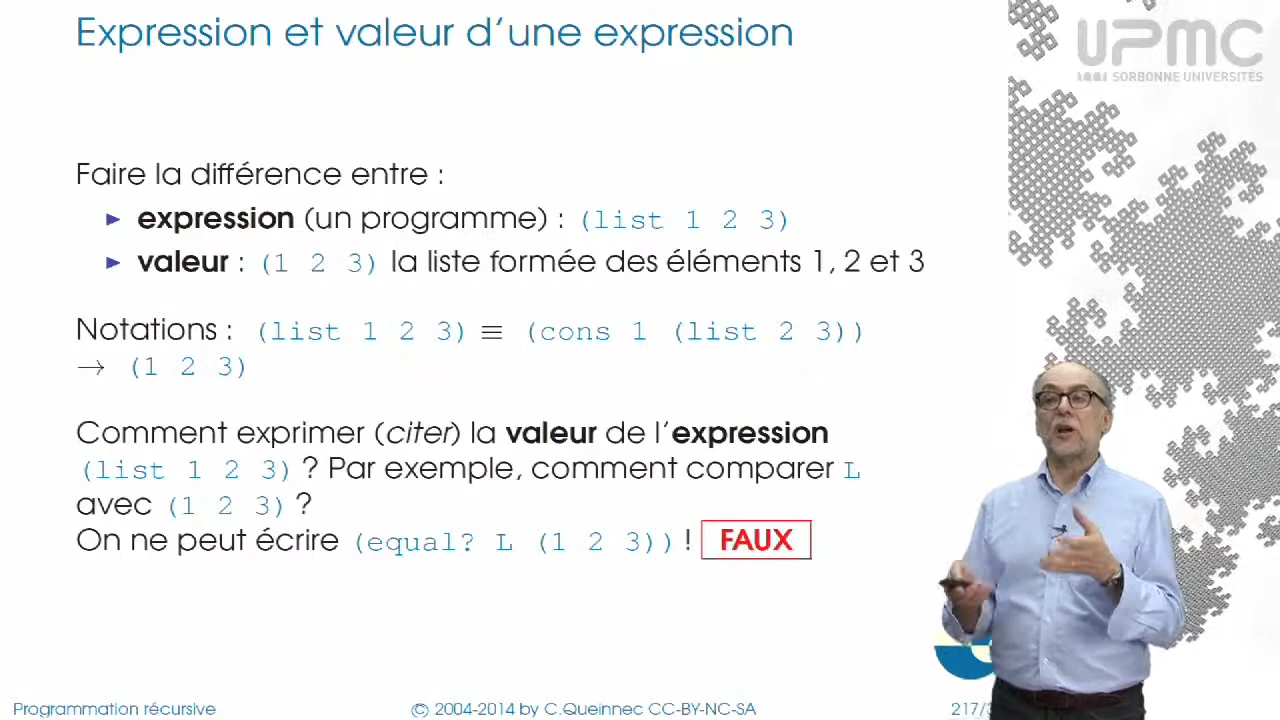 Expression et valeur d'une expression
UPMC
SORBONNE UNIVERSITÉS
Faire la différence entre :
▶ expression (un programme) : (list 1 2 3)
▶ valeur : (1 2 3) la liste formée des éléments 1, 2 et 3
Notations : (list 1 2 3) ≡ (cons 1 (list 2 3))
→ (1 2 3)
Comment exprimer (citer) la valeur de l'expression
(list 1 2 3) ? Par exemple, comment comparer L
avec (1 2 3) ?
On ne peut écrire (equal? L (1 2 3)) ! FAUX
Programmation récursive © 2004-2014 by C.Queinnec CC-BY-NC-SA 217/